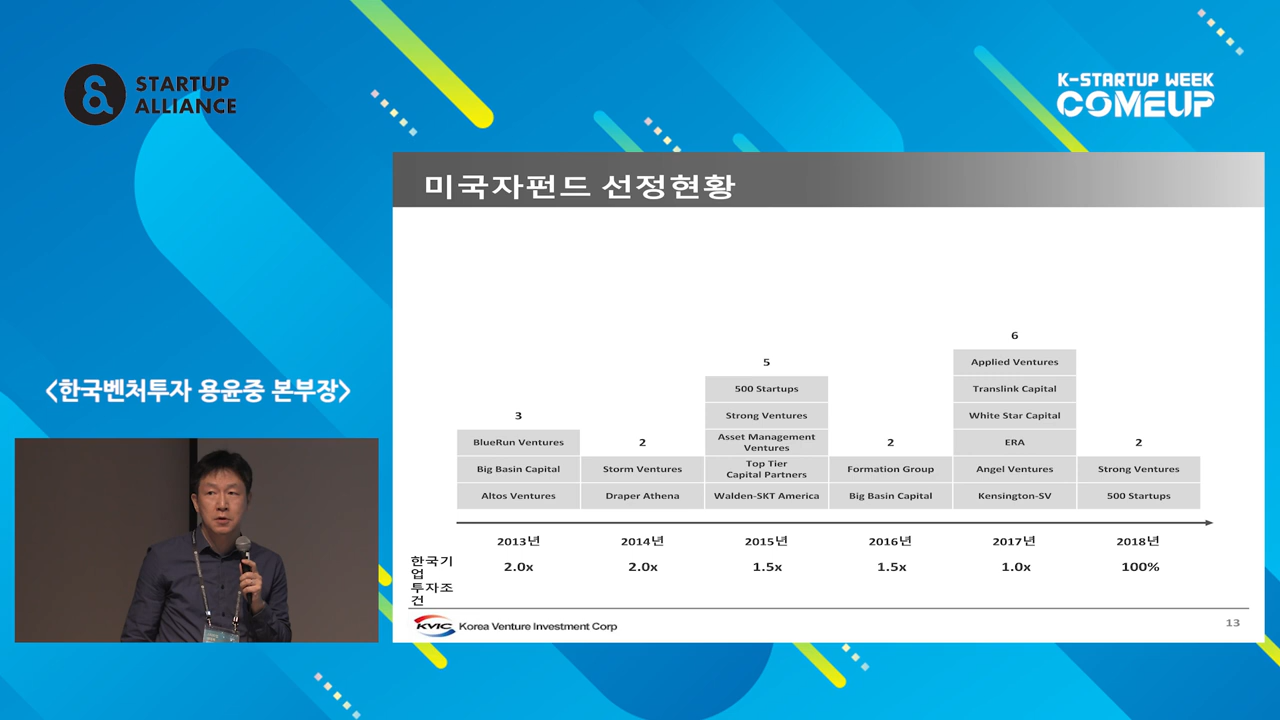 STARTUP
ALLIANCE
K-STARTUP WEEK
COMEUP
미국자펀드 선정현황
<한국벤처투자 용윤중 본부장>
3
BlueRun Ventures
Big Basin Capital
Altos Ventures
2
Storm Ventures
Draper Athena
5
500 Startups
Strong Ventures
Asset Management
Ventures
Top Tier
Capital Partners
Walden-SKT America
2
Formation Group
Big Basin Capital
6
Applied Ventures
Translink Capital
White Star Capital
ERA
Angel Ventures
Kensington-SV
2
Strong Ventures
500 Startups
2013년 2014년 2015년 2016년 2017년 2018년
한국기
업
투자조
건
2.0x 2.0x 1.5x 1.5x 1.0x 100%
KVIC Korea Venture Investment Corp
13